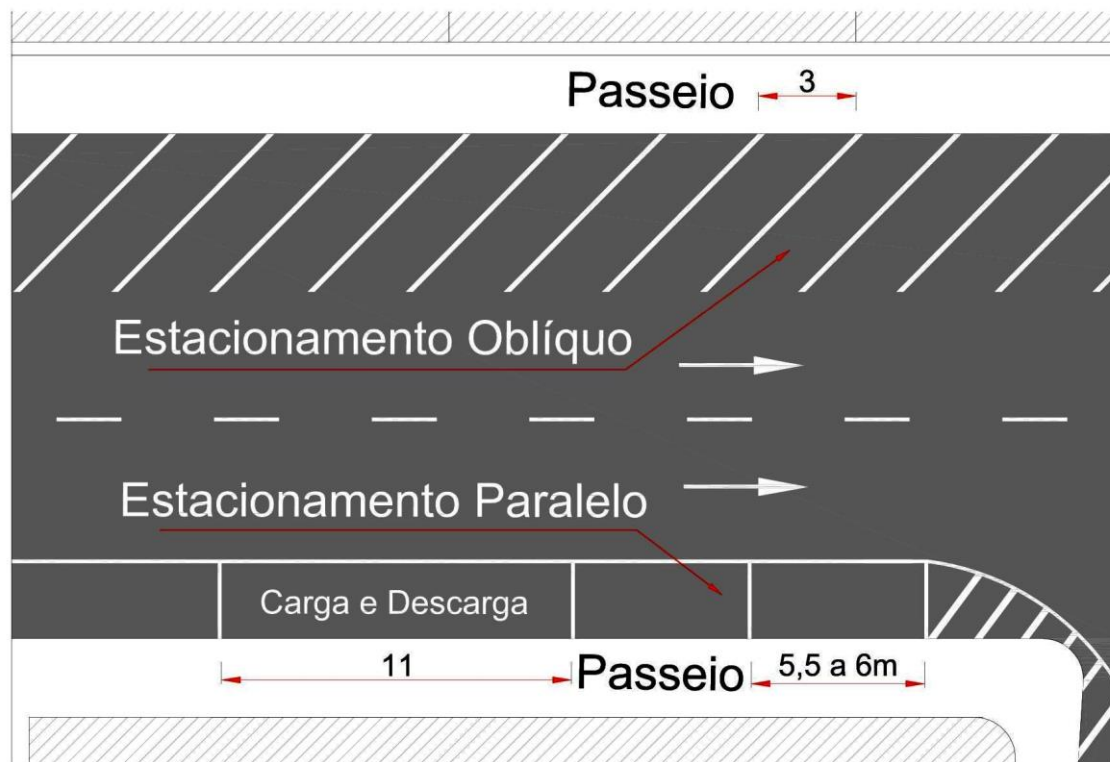 Passeio
3
Estacionamento Oblíquo
Estacionamento Paralelo
Carga e Descarga
11
Passeio
5,5 a 6m